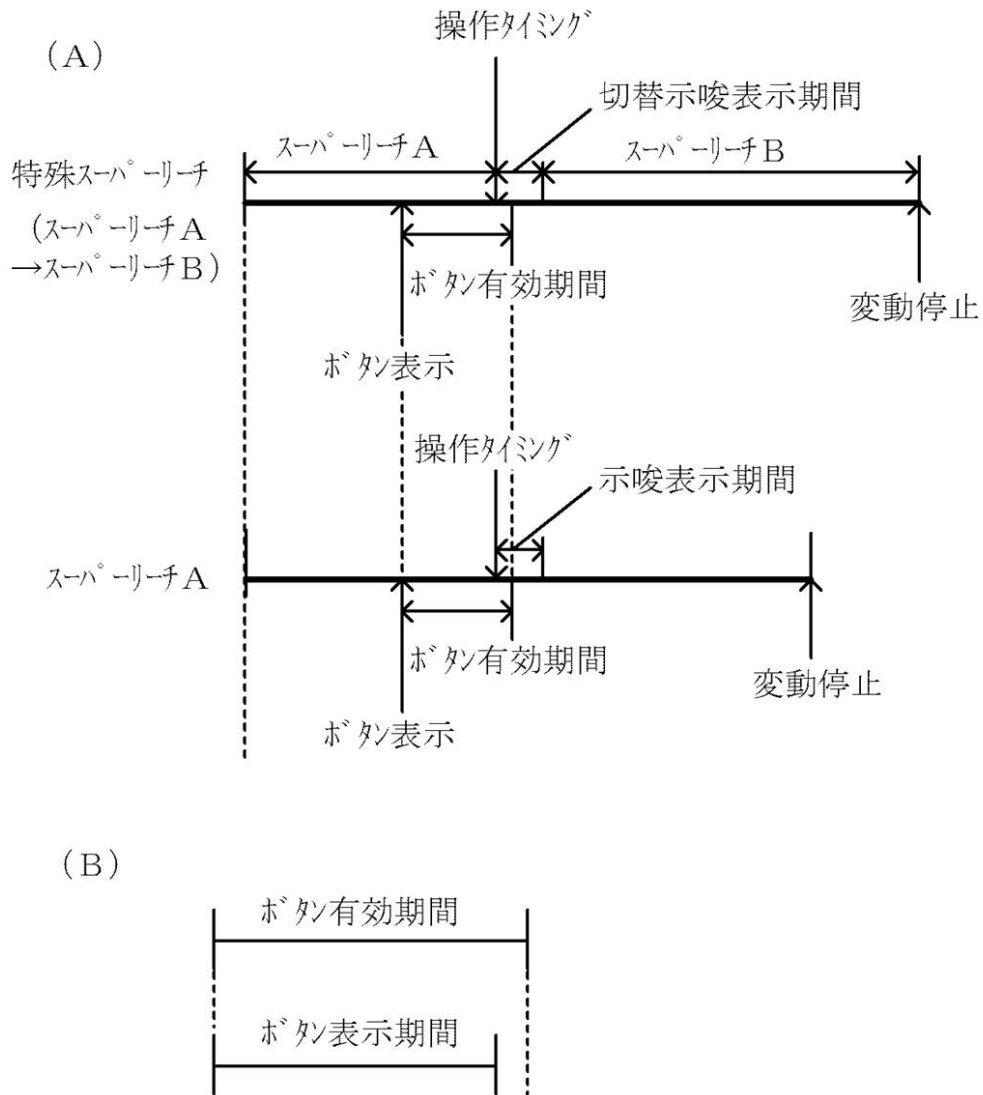 操作タイミング
（A）
切替示唆表示期間
スーパーリーチA
スーパーリーチB
特殊スーパーリーチ
（スーパーリーチA
→スーパーリーチB）
ボタン有効期間
変動停止
ボタン表示
操作タイミング
示唆表示期間
スーパーリーチA
ボタン有効期間
変動停止
ボタン表示
（B）
ボタン有効期間
ボタン表示期間